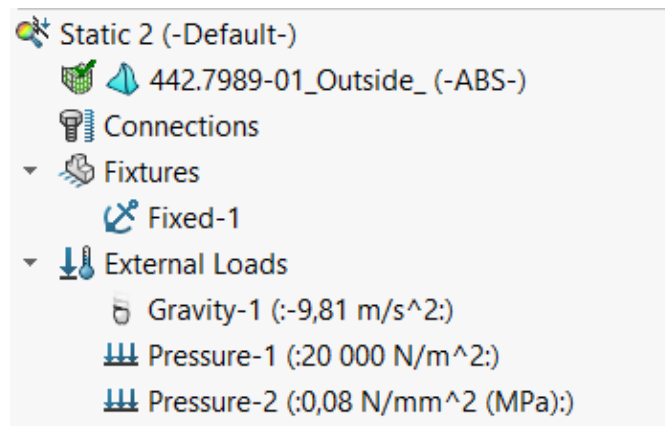 Static 2 (-Default-)
442.7989-01_Outside_ (-ABS-)
Connections
Fixtures
Fixed-1
External Loads
Gravity-1 (:-9,81 m/s^2:)
Pressure-1 (:20 000 N/m^2:)
Pressure-2 (:0,08 N/mm^2 (MPa):)